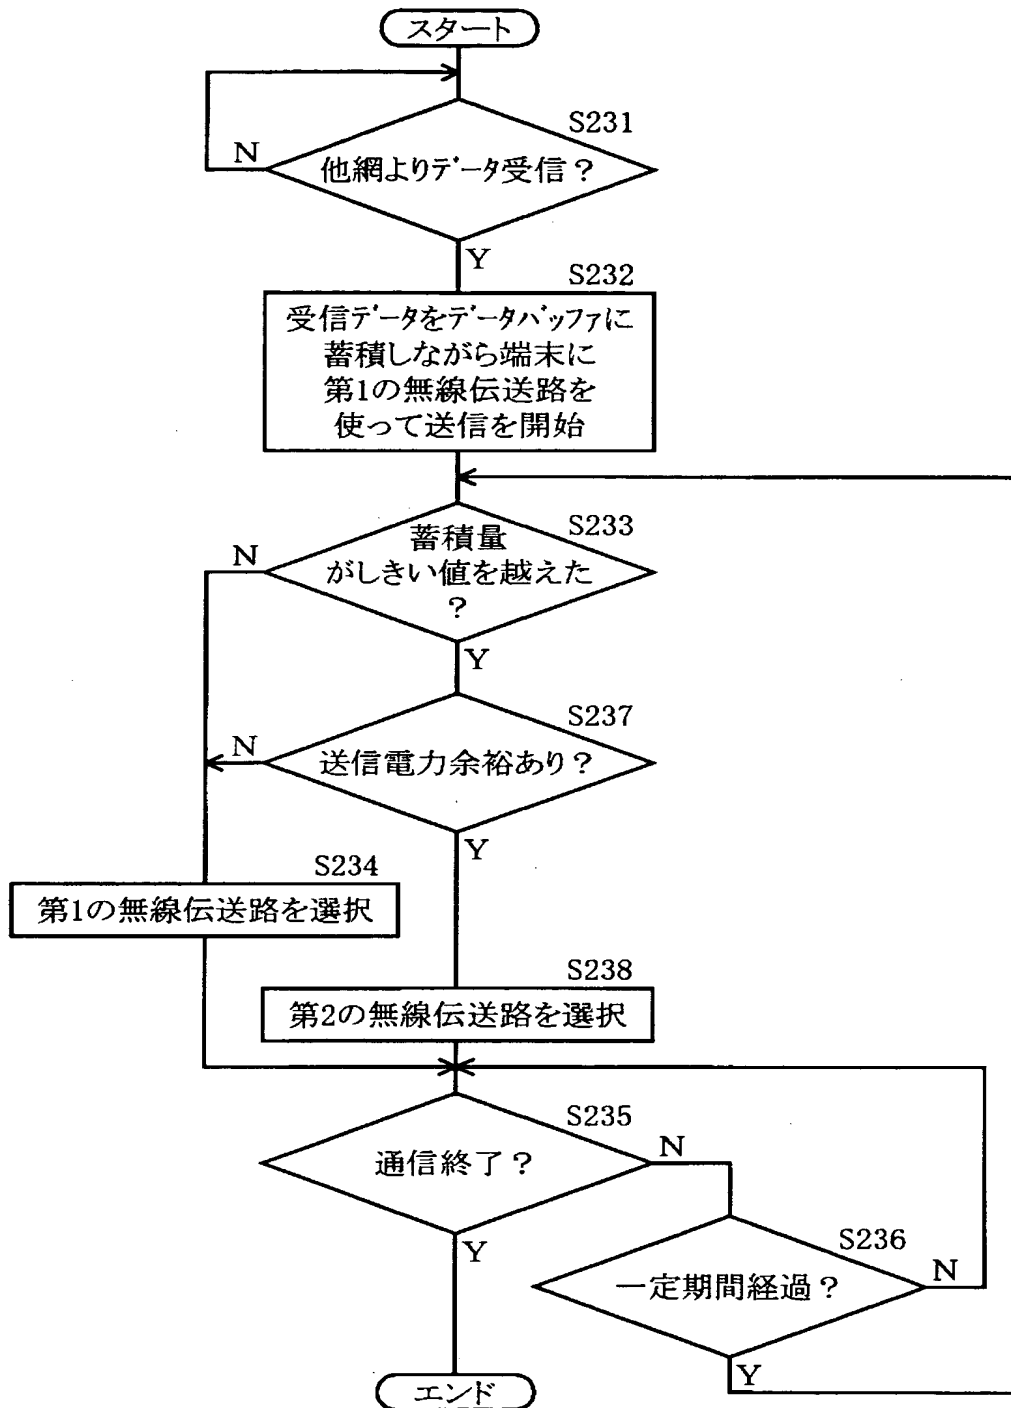 スタート
S231
N
他網よりデータ受信？
Y
S232
受信データをデータバッファに
蓄積しながら端末に
第1の無線伝送路を
使って送信を開始
S233
N
蓄積量
がしきい値を越えた
？
Y
S237
N
送信電力余裕あり？
Y
S234
第1の無線伝送路を選択
S238
第2の無線伝送路を選択
S235
通信終了？
N
Y
S236
一定期間経過？
N
Y
エンド